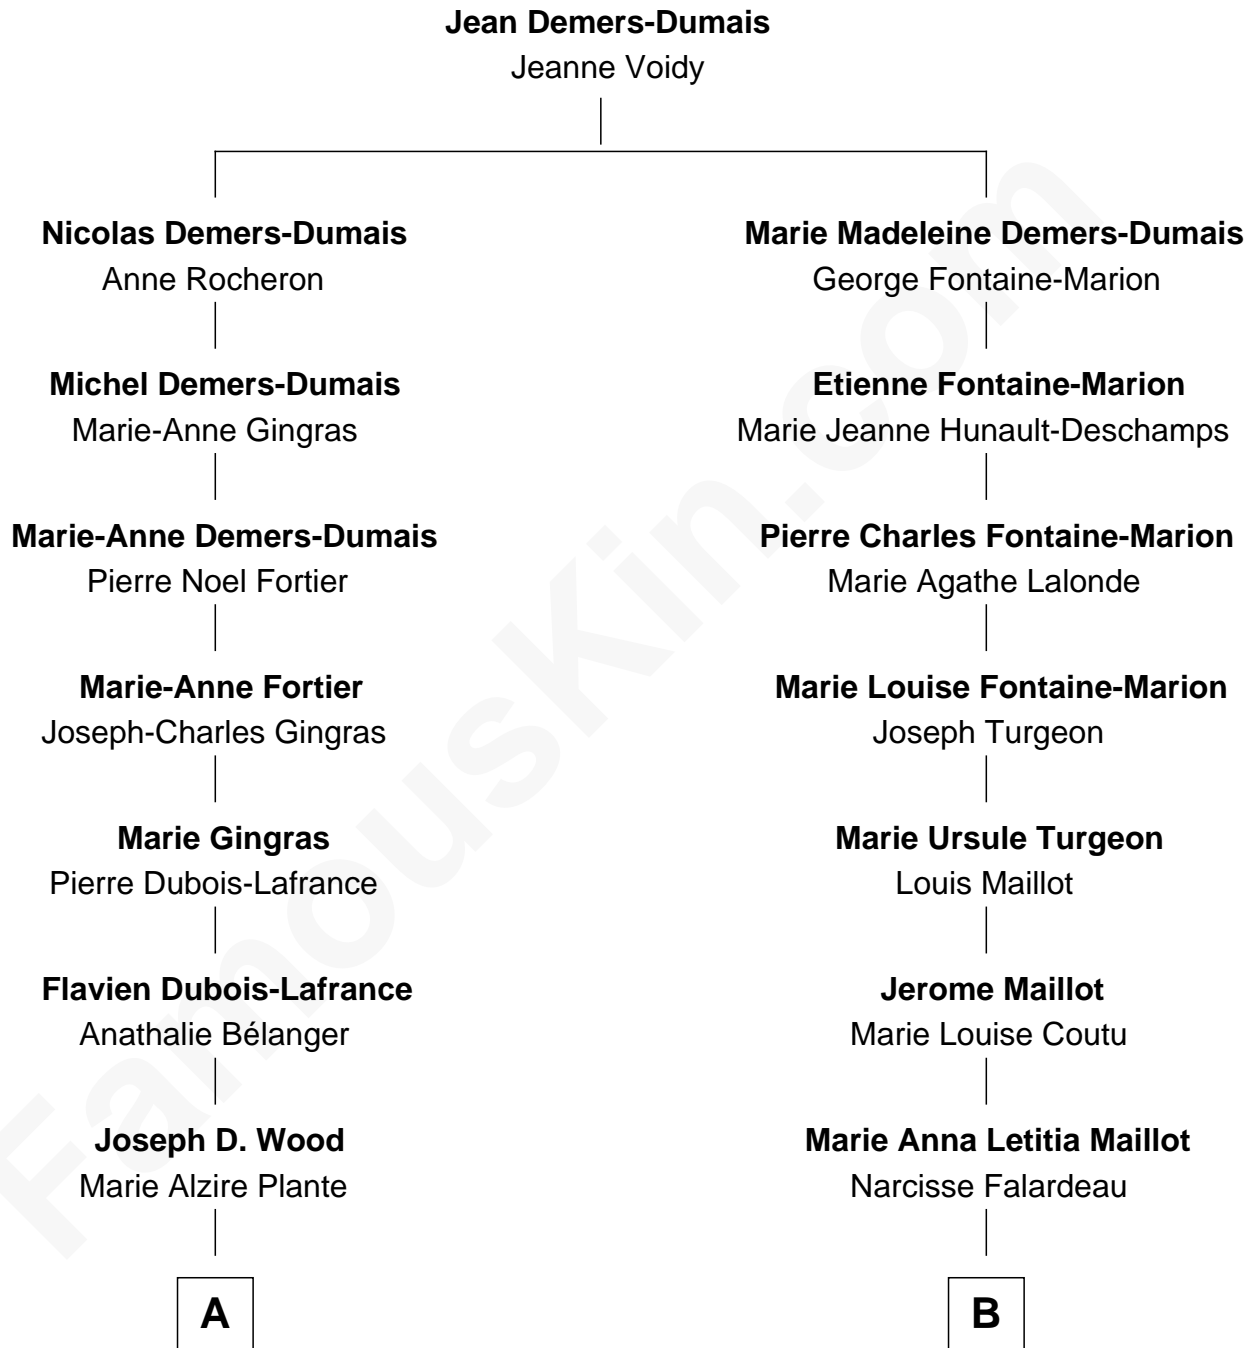 Jean Demers-Dumais
Jeanne Voidy
Nicolas Demers-Dumais
Anne Rocheron
Marie Madeleine Demers-Dumais
George Fontaine-Marion
Michel Demers-Dumais
Marie-Anne Gingras
Etienne Fontaine-Marion
Marie Jeanne Hunault-Deschamps
Marie-Anne Demers-Dumais
Pierre Noel Fortier
Pierre Charles Fontaine-Marion
Marie Agathe Lalonde
Marie-Anne Fortier
Joseph-Charles Gingras
Marie Louise Fontaine-Marion
Joseph Turgeon
Marie Gingras
Pierre Dubois-Lafrance
Marie Ursule Turgeon
Louis Maillot
Flavien Dubois-Lafrance
Anathalie Bélanger
Jerome Maillot
Marie Louise Coutu
Joseph D. Wood
Marie Alzire Plante
Marie Anna Letitia Maillot
Narcisse Falardeau
A
B
FamousKin.com